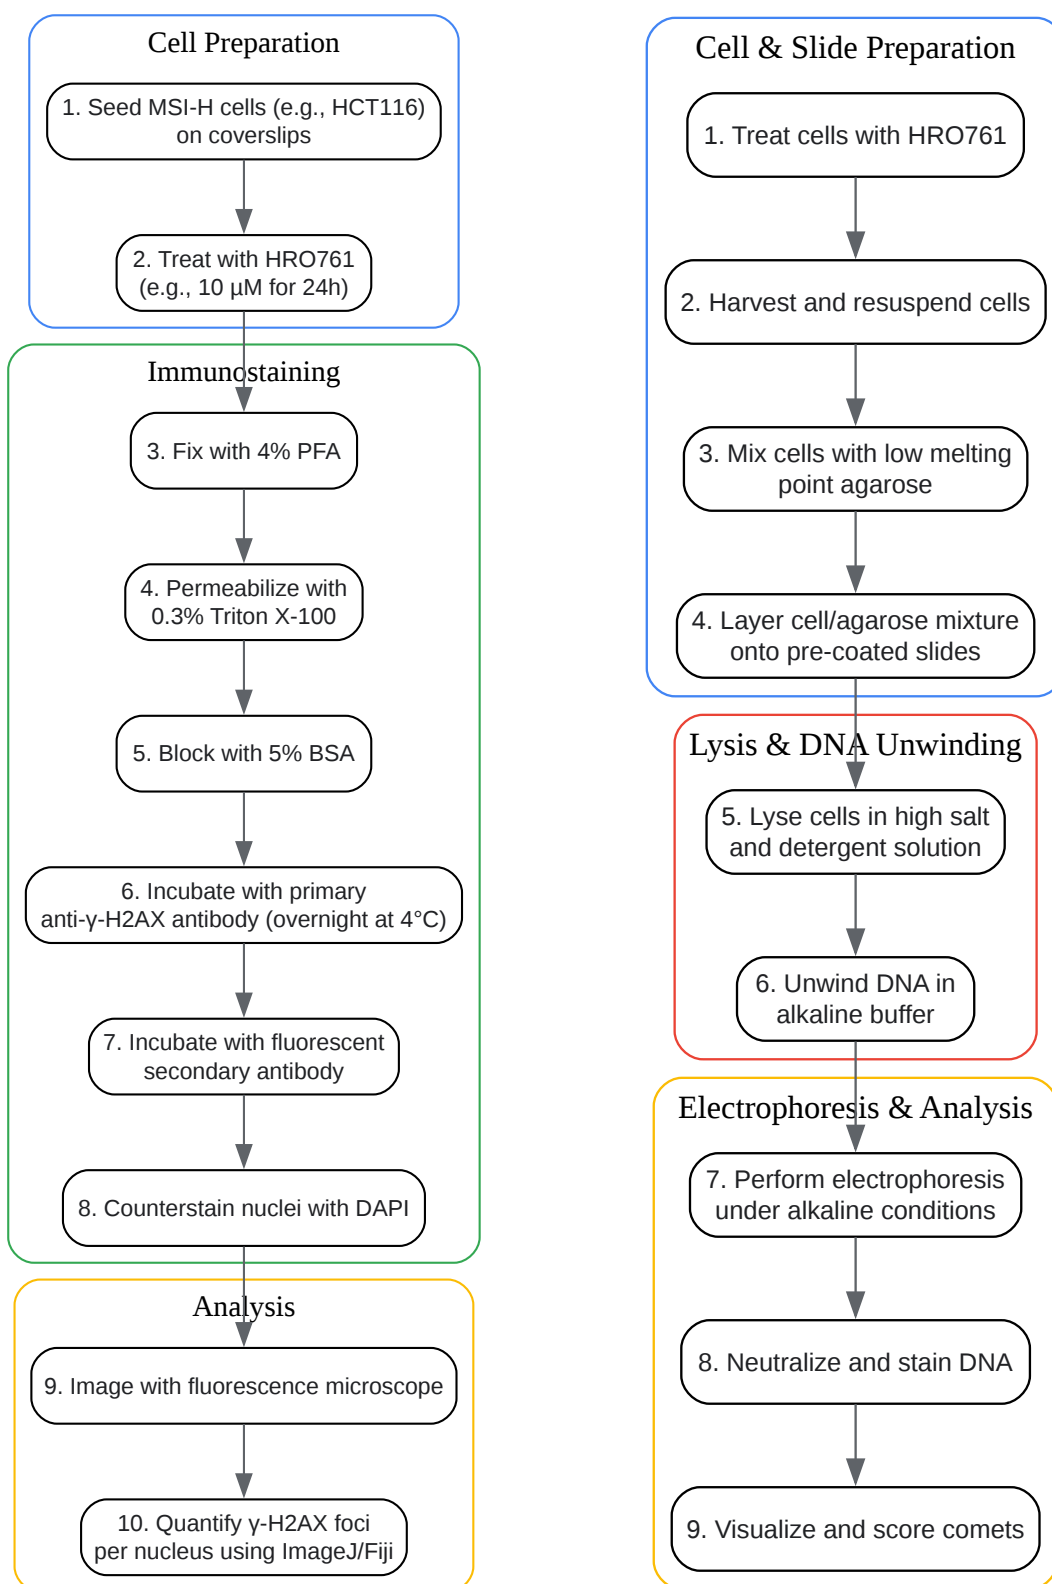 Cell Preparation
1. Seed MSI-H cells (e.g., HCT116)
on coverslips
2. Treat with HRO761
(e.g., 10 µM for 24h)
Immunostaining
3. Fix with 4% PFA
4. Permeabilize with
0.3% Triton X-100
5. Block with 5% BSA
6. Incubate with primary
anti-γ-H2AX antibody (overnight at 4°C)
7. Incubate with fluorescent
secondary antibody
8. Counterstain nuclei with DAPI
Analysis
9. Image with fluorescence microscope
10. Quantify γ-H2AX foci
per nucleus using ImageJ/Fiji
Cell & Slide Preparation
1. Treat cells with HRO761
2. Harvest and resuspend cells
3. Mix cells with low melting
point agarose
4. Layer cell/agarose mixture
onto pre-coated slides
Lysis & DNA Unwinding
5. Lyse cells in high salt
and detergent solution
6. Unwind DNA in
alkaline buffer
Electrophoresis & Analysis
7. Perform electrophoresis
under alkaline conditions
8. Neutralize and stain DNA
9. Visualize and score comets